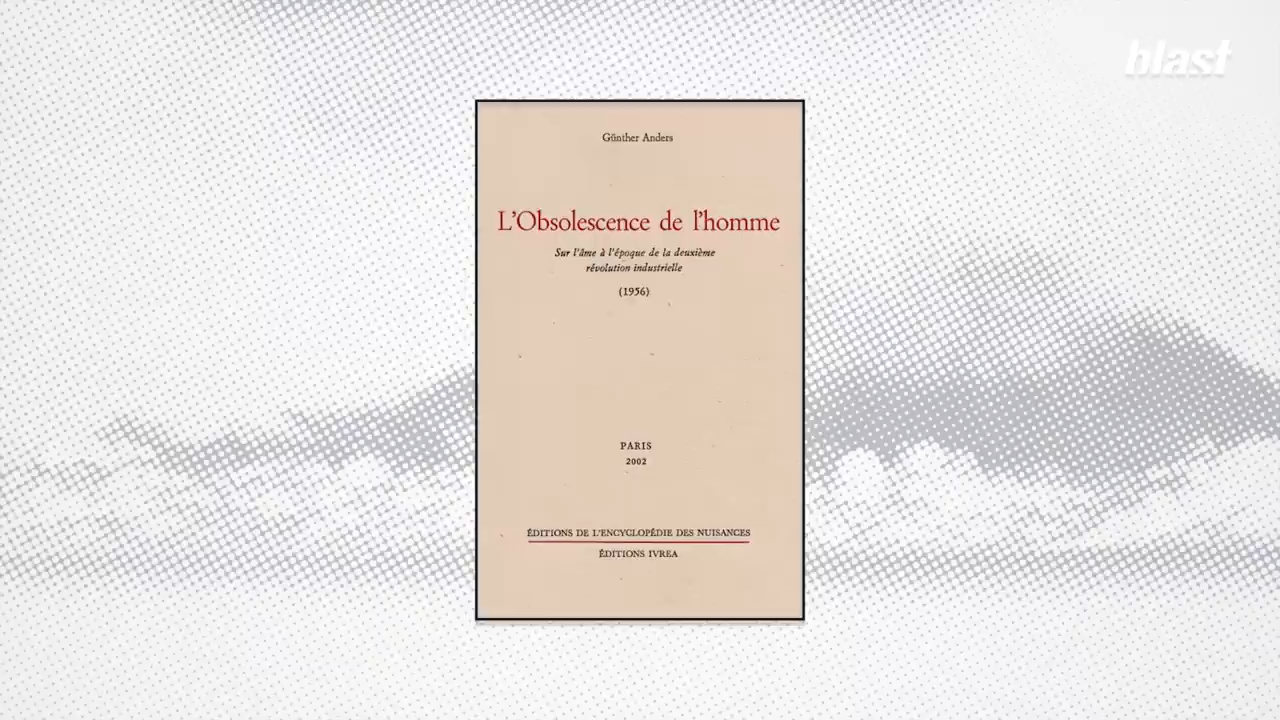 blast
Günther Anders
L'Obsolescence de l'homme
Sur l'âme à l'époque de la deuxième
révolution industrielle
(1956)
PARIS
2002
ÉDITIONS DE L'ENCYCLOPÉDIE DES NUISANCES
ÉDITIONS IVREA